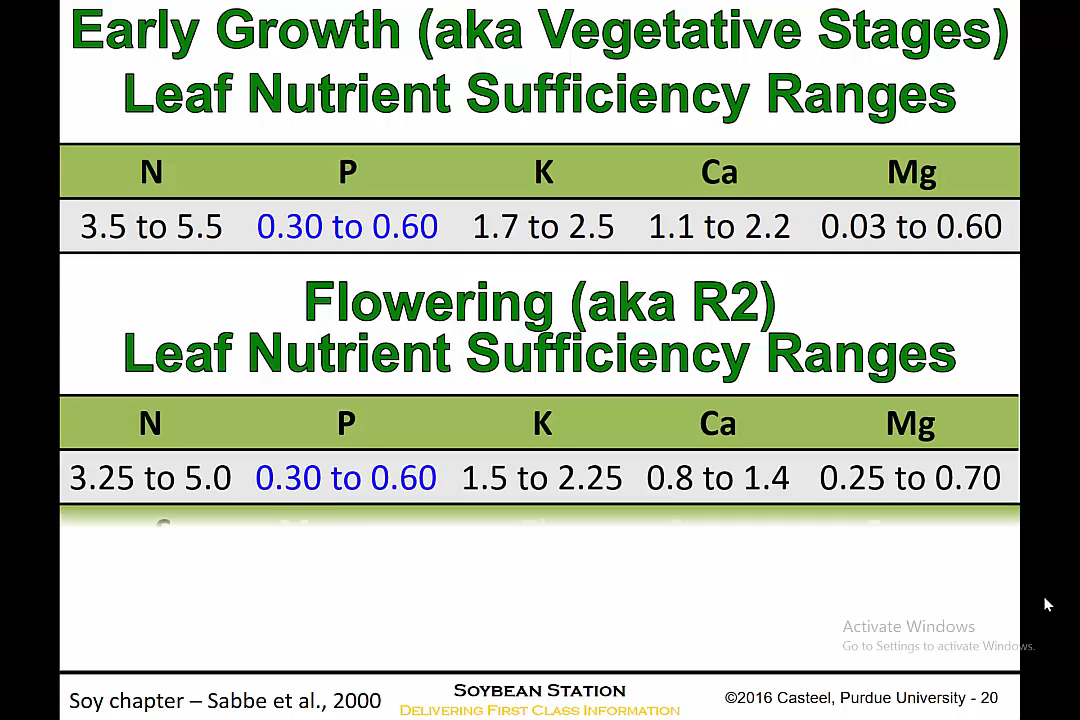 Early Growth (aka Vegetative Stages)
Leaf Nutrient Sufficiency Ranges
N P K Ca Mg
3.5 to 5.5 0.30 to 0.60 1.7 to 2.5 1.1 to 2.2 0.03 to 0.60
Flowering (aka R2)
Leaf Nutrient Sufficiency Ranges
N P K Ca Mg
3.25 to 5.0 0.30 to 0.60 1.5 to 2.25 0.8 to 1.4 0.25 to 0.70
Activate Windows
Go to Settings to activate Windows.
Soy chapter – Sabbe et al., 2000
SOYBEAN STATION
DELIVERING FIRST CLASS INFORMATION
©2016 Casteel, Purdue University - 20